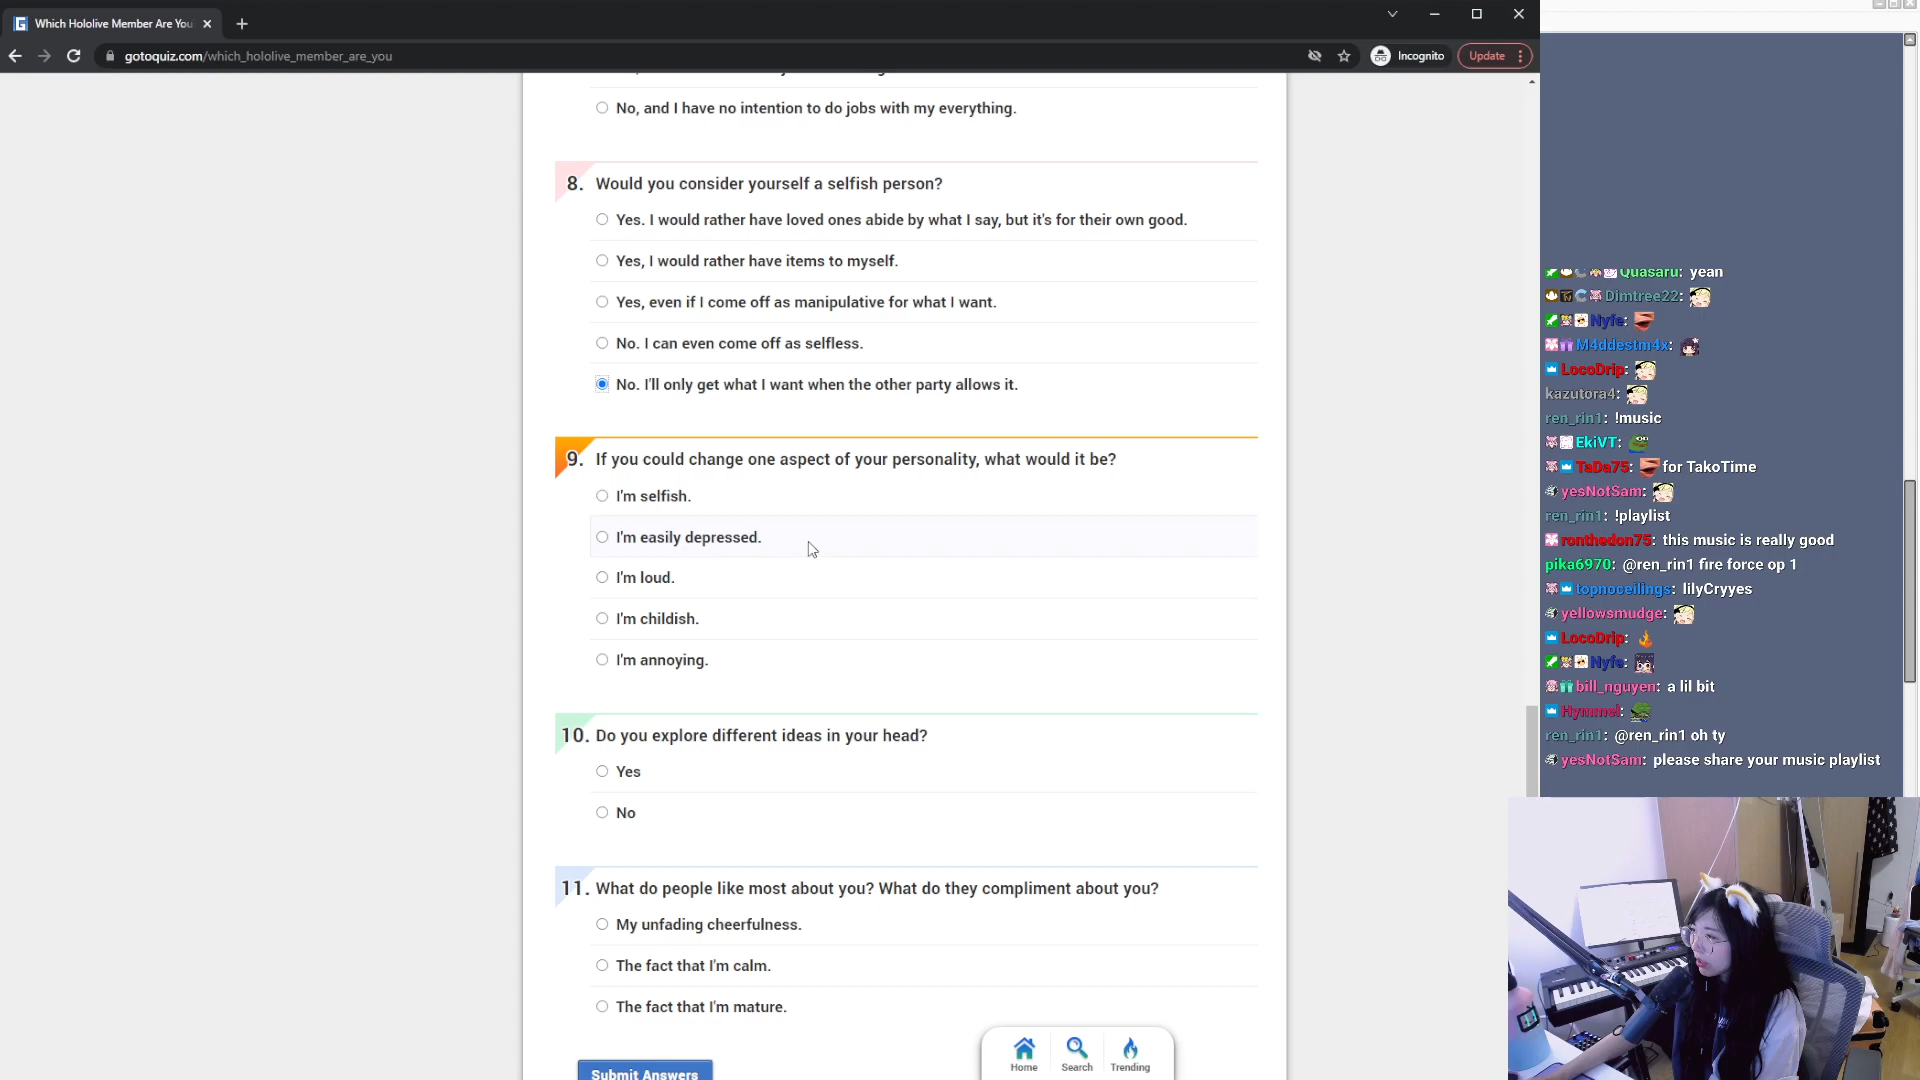 Which Hololive Member Are You
gotoquiz.com/which_hololive_member_are_you
Incognito
Update
No, and I have no intention to do jobs with my everything.
8. Would you consider yourself a selfish person?
Yes. I would rather have loved ones abide by what I say, but it's for their own good.
Yes, I would rather have items to myself.
Yes, even if I come off as manipulative for what I want.
No. I can even come off as selfless.
No. I'll only get what I want when the other party allows it.
9. If you could change one aspect of your personality, what would it be?
I'm selfish.
I'm easily depressed.
I'm loud.
I'm childish.
I'm annoying.
10. Do you explore different ideas in your head?
Yes
No
11. What do people like most about you? What do they compliment about you?
My unfading cheerfulness.
The fact that I'm calm.
The fact that I'm mature.
Submit Answers
Home
Search
Trending
Quasaru: yean
Dimtree22:
Nyfe:
M4ddestm4x:
LocoDrip:
kazutora4:
ren_rin1: !music
EkiVT:
TaDa75: for TakoTime
yesNotSam:
ren_rin1: !playlist
ronthedon75: this music is really good
pika6970: @ren_rin1 fire force op 1
topnoceilings: lilyCryyes
yellowsmudge:
LocoDrip:
Nyfe:
bill_nguyen: a lil bit
Hymmel:
ren_rin1: @ren_rin1 oh ty
yesNotSam: please share your music playlist